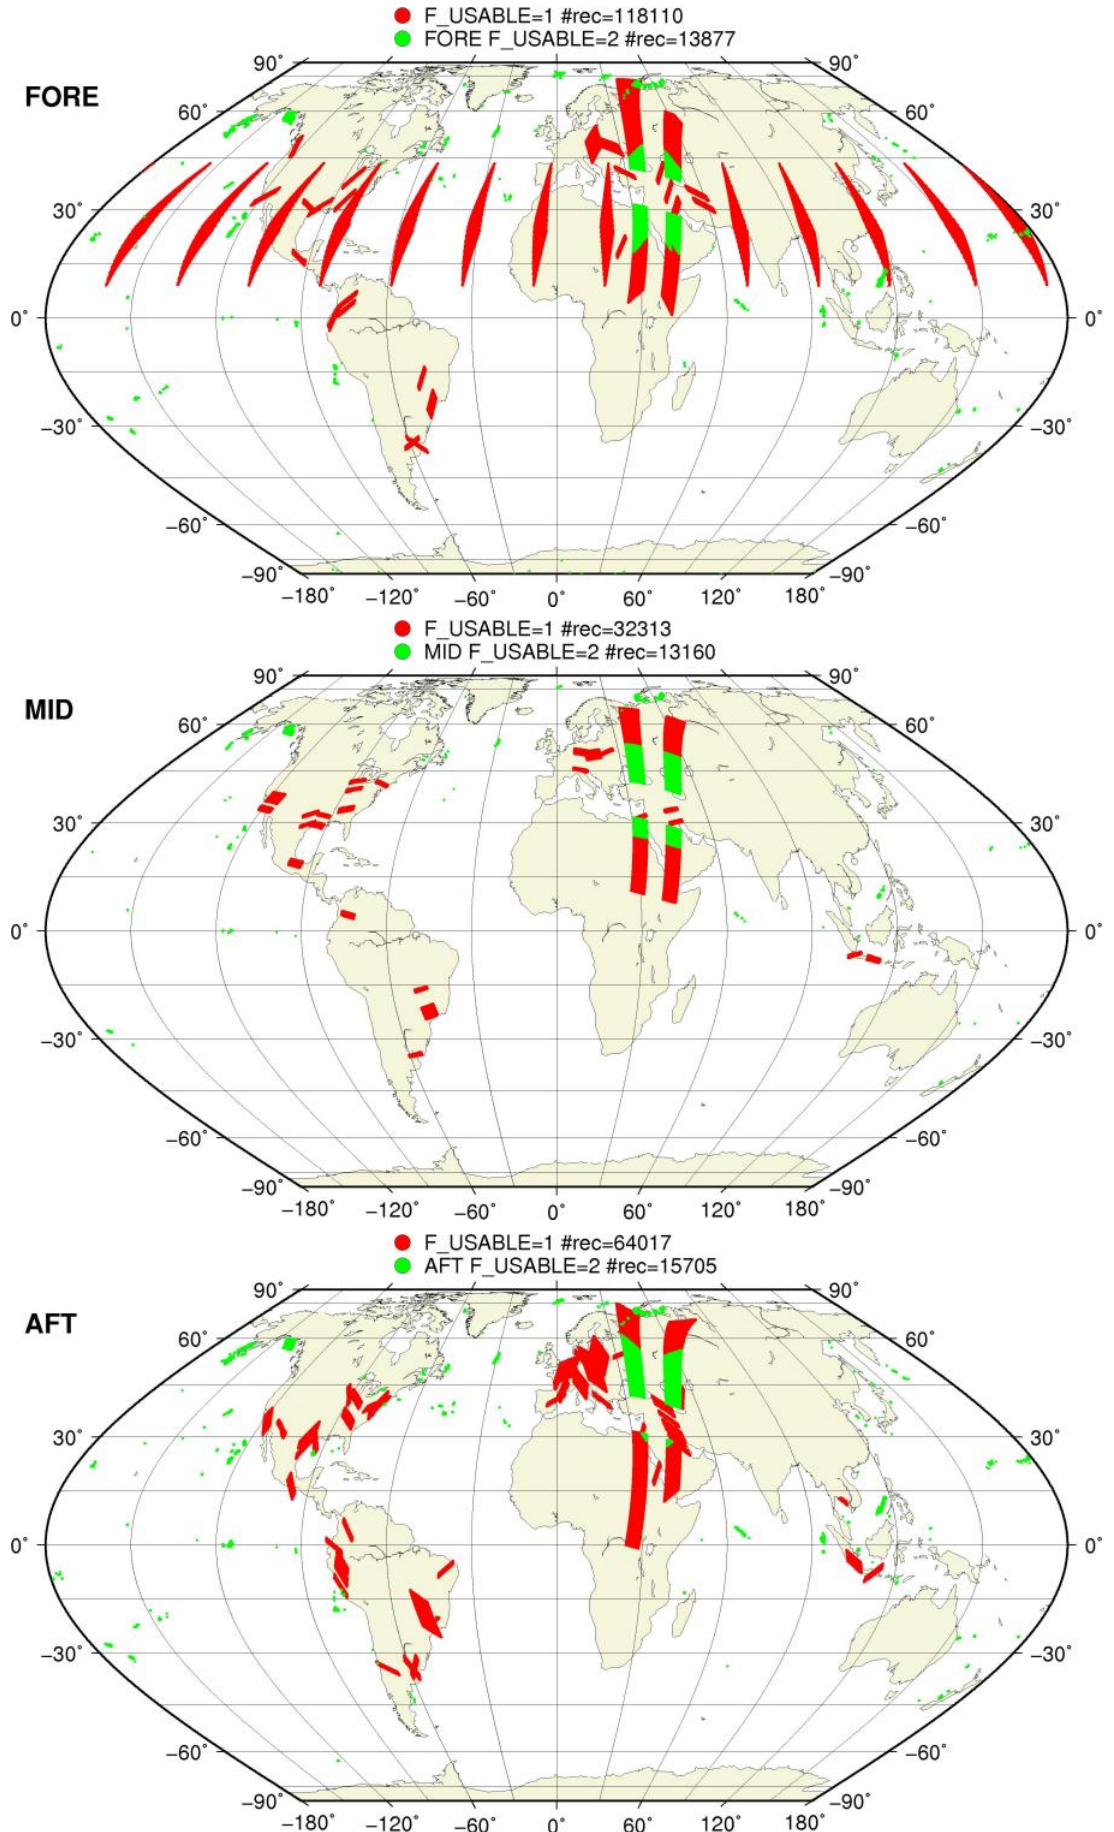 F_USABLE=1 #rec=118110
FORE F_USABLE=2 #rec=13877
FORE
90° 90°
60° 60°
30° 30°
0° 0°
−30° −30°
−60° −60°
−90° −90°
−180° −120° −60° 0° 60° 120° 180°
F_USABLE=1 #rec=32313
MID F_USABLE=2 #rec=13160
MID
90° 90°
60° 60°
30° 30°
0° 0°
−30° −30°
−60° −60°
−90° −90°
−180° −120° −60° 0° 60° 120° 180°
F_USABLE=1 #rec=64017
AFT F_USABLE=2 #rec=15705
AFT
90° 90°
60° 60°
30° 30°
0° 0°
−30° −30°
−60° −60°
−90° −90°
−180° −120° −60° 0° 60° 120° 180°